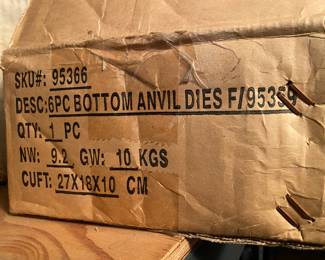 SKU#: 95366
DESC:6PC BOTTOM ANVIL DIES F/95359
QTY: 1 PC
NW: 9.2 GW: 10 KGS
CUFT: 27X18X10 CM